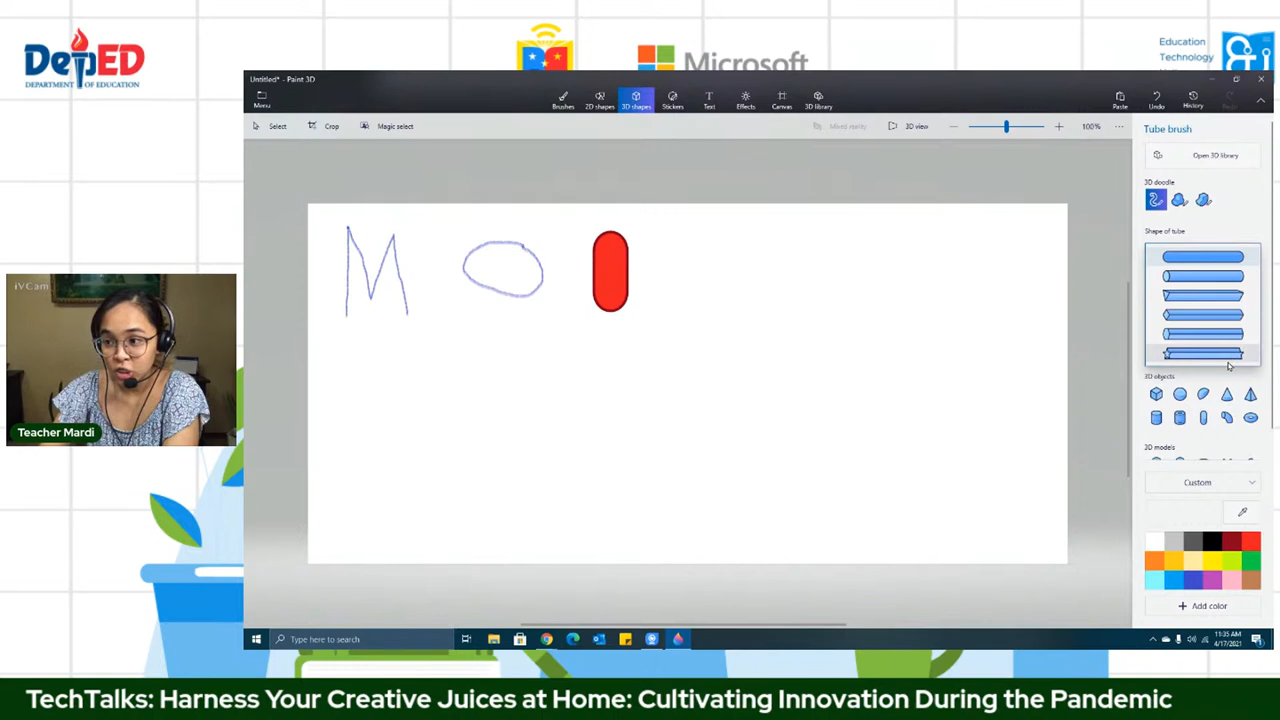 DepED
DEPARTMENT OF EDUCATION
Microsoft
Education
Technology
Untitled* - Paint 3D
Menu
Brushes
2D shapes
3D shapes
Stickers
Text
Effects
Canvas
3D library
Paste
Undo
History
Select
Crop
Magic select
Mixed reality
3D view
100%
Tube brush
Open 3D library
3D doodle
Shape of tube
3D objects
3D models
Custom
+ Add color
M
iVCam
Teacher Mardi
Type here to search
11:35 AM
4/17/2021
TechTalks: Harness Your Creative Juices at Home: Cultivating Innovation During the Pandemic